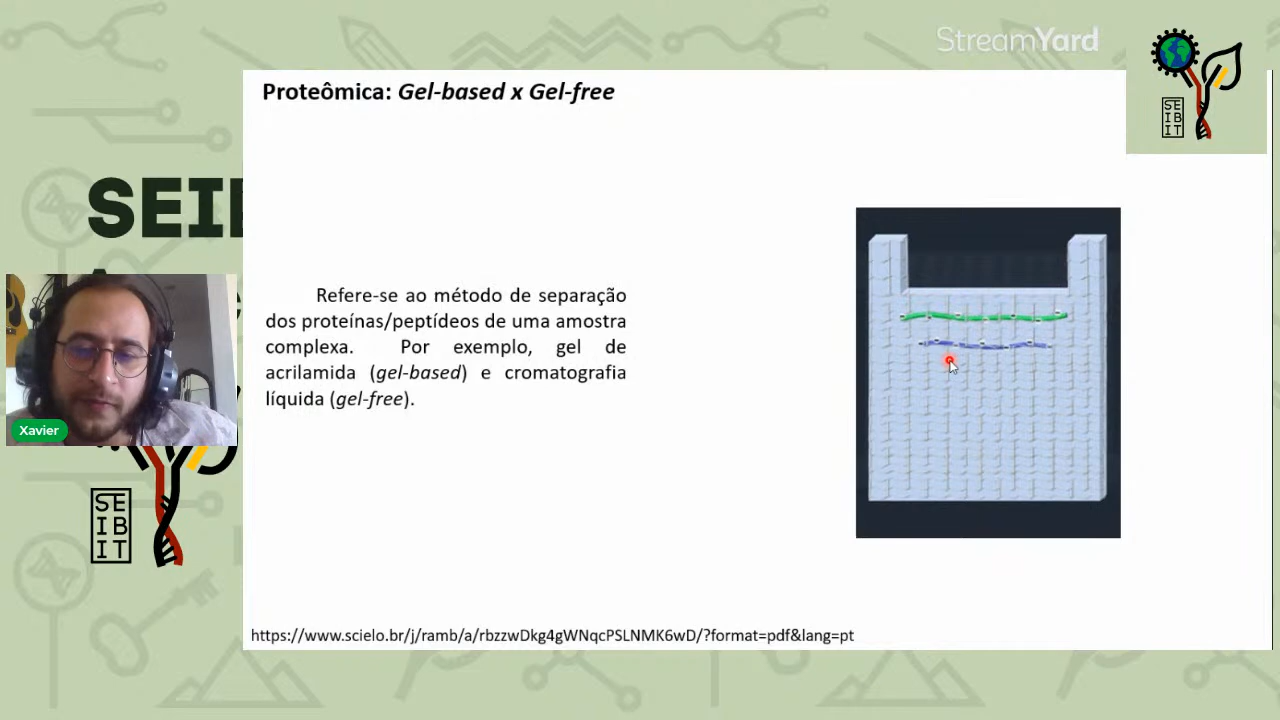 StreamYard
Proteômica: Gel-based x Gel-free
SE
IB
IT
SEI
Refere-se ao método de separação
dos proteínas/peptídeos de uma amostra
complexa. Por exemplo, gel de
acrilamida (gel-based) e cromatografia
líquida (gel-free).
Xavier
SE
IB
IT
https://www.scielo.br/j/ramb/a/rbzzwDkg4gWNqcPSLNMK6wD/?format=pdf&lang=pt